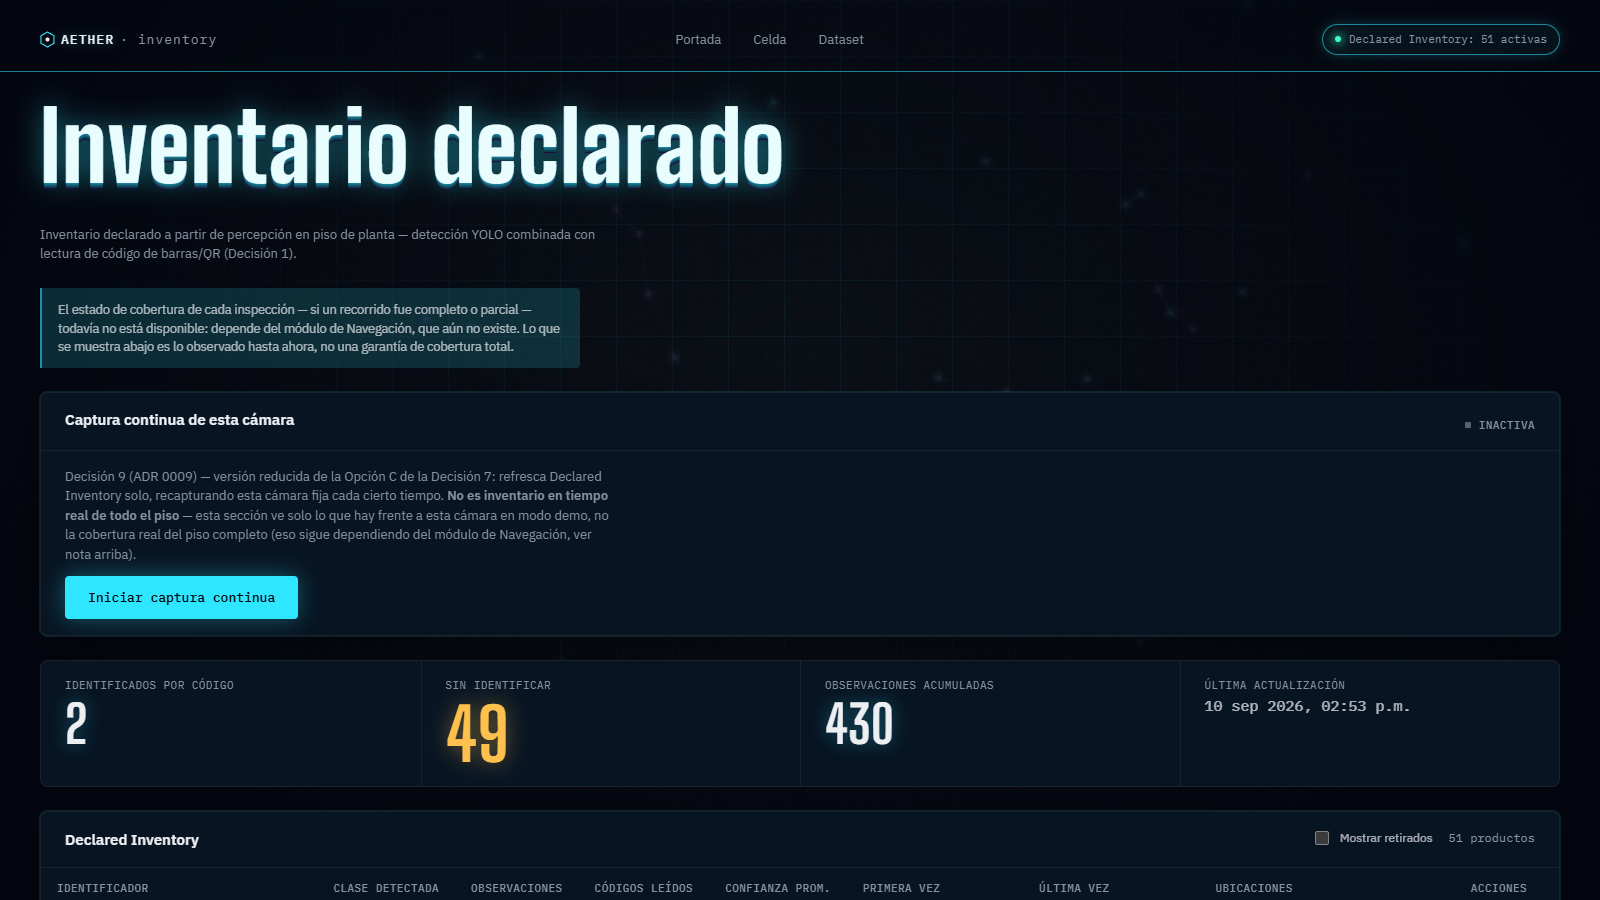 AETHER · inventory
Portada
Celda
Dataset
Declared Inventory: 51 activas
Inventario declarado
Inventario declarado a partir de percepción en piso de planta — detección YOLO combinada con
lectura de código de barras/QR (Decisión 1).
El estado de cobertura de cada inspección — si un recorrido fue completo o parcial —
todavía no está disponible: depende del módulo de Navegación, que aún no existe. Lo que
se muestra abajo es lo observado hasta ahora, no una garantía de cobertura total.
Captura continua de esta cámara
INACTIVA
Decisión 9 (ADR 0009) — versión reducida de la Opción C de la Decisión 7: refresca Declared
Inventory solo, recapturando esta cámara fija cada cierto tiempo. No es inventario en tiempo
real de todo el piso — esta sección ve solo lo que hay frente a esta cámara en modo demo, no
la cobertura real del piso completo (eso sigue dependiendo del módulo de Navegación, ver
nota arriba).
Iniciar captura continua
IDENTIFICADOS POR CÓDIGO
2
SIN IDENTIFICAR
49
OBSERVACIONES ACUMULADAS
430
ÚLTIMA ACTUALIZACIÓN
10 sep 2026, 02:53 p.m.
Declared Inventory
Mostrar retirados
51 productos
IDENTIFICADOR
CLASE DETECTADA
OBSERVACIONES
CÓDIGOS LEÍDOS
CONFIANZA PROM.
PRIMERA VEZ
ÚLTIMA VEZ
UBICACIONES
ACCIONES